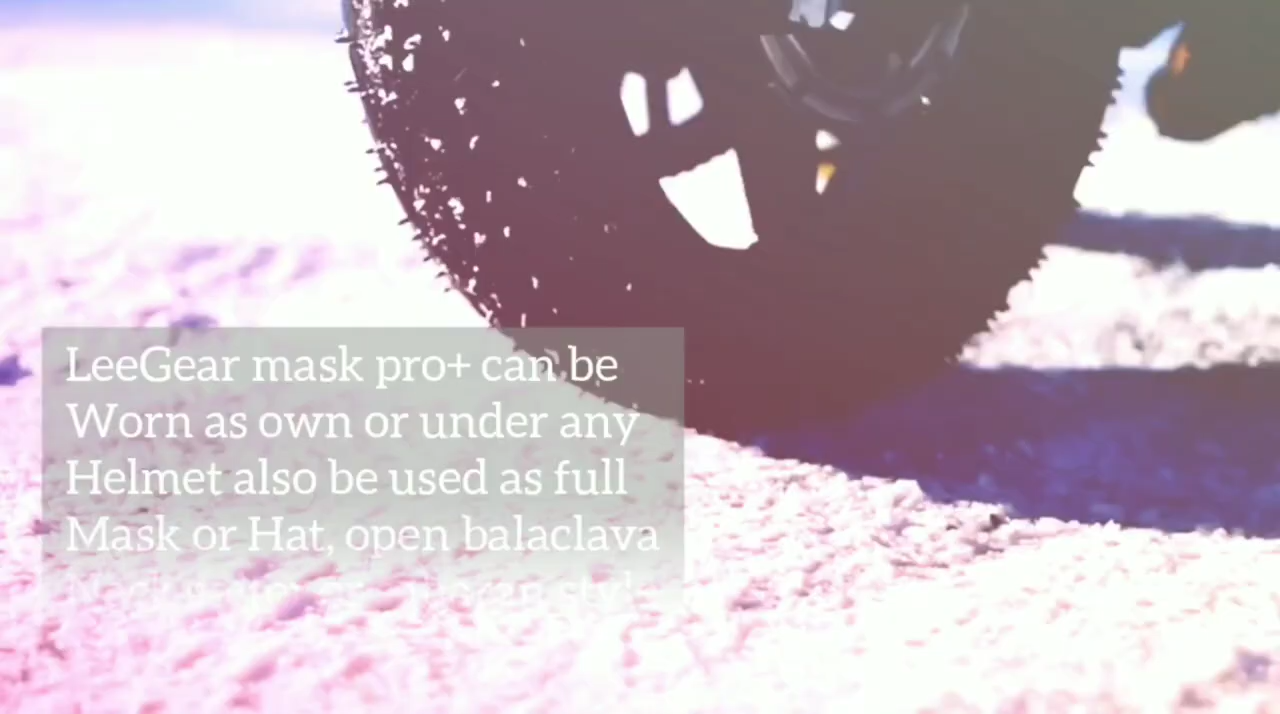 LeeGear mask pro+ can be
Worn as own or under any
Helmet also be used as full
Mask or Hat, open balaclava